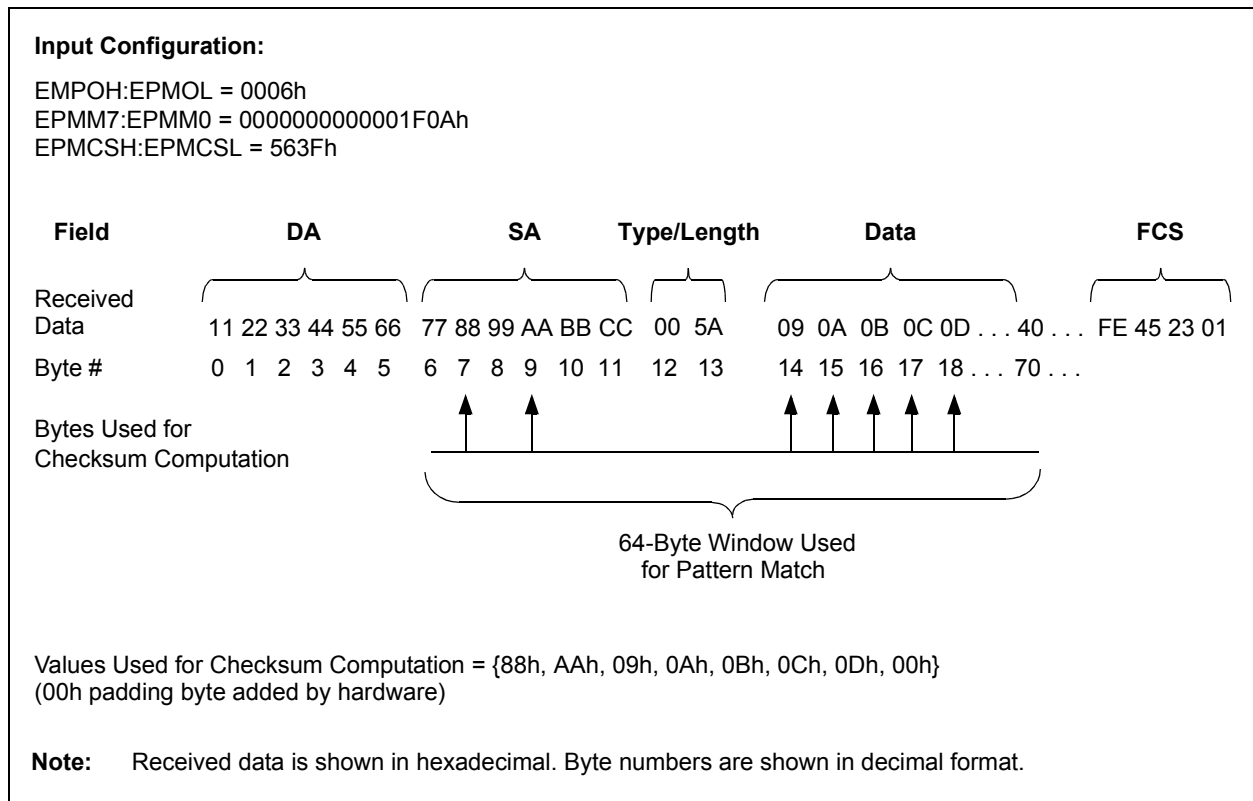 Input Configuration:
EMPOH:EPMOL = 0006h
EPMM7:EPMM0 = 0000000000001F0Ah
EPMCSH:EPMCSL = 563Fh
Field DA SA Type/Length Data FCS
Received
Data 11 22 33 44 55 66 77 88 99 AA BB CC 00 5A 09 0A 0B 0C 0D . . . 40 . . . FE 45 23 01
Byte # 0 1 2 3 4 5 6 7 8 9 10 11 12 13 14 15 16 17 18 . . . 70 . . .
Bytes Used for
Checksum Computation
64-Byte Window Used
for Pattern Match
Values Used for Checksum Computation = {88h, AAh, 09h, 0Ah, 0Bh, 0Ch, 0Dh, 00h}
(00h padding byte added by hardware)
Note: Received data is shown in hexadecimal. Byte numbers are shown in decimal format.